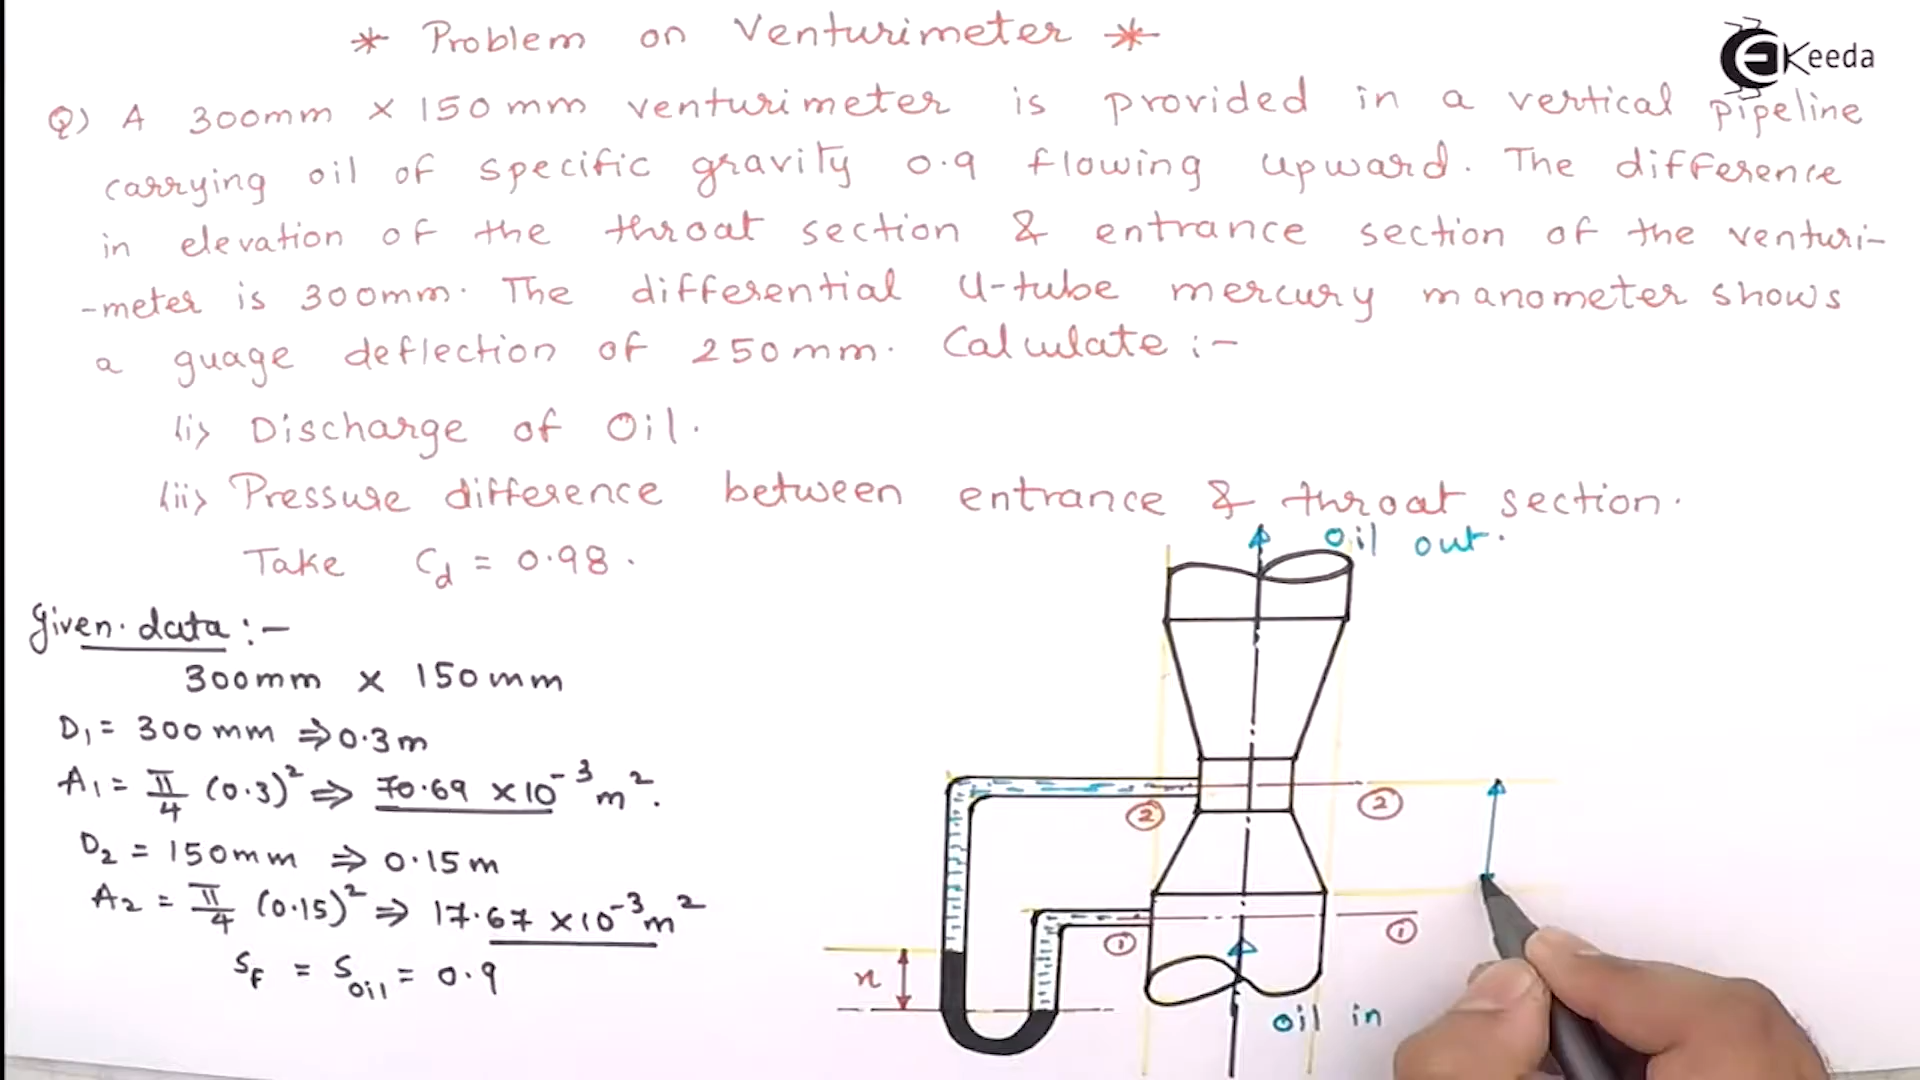 * Problem on Venturimeter *
EKeeda
Q) A 300mm x 150mm venturimeter is provided in a vertical pipeline
carrying oil of specific gravity 0.9 flowing upward. The difference
in elevation of the throat section & entrance section of the venturi-
-meter is 300mm. The differential U-tube mercury manometer shows
a guage deflection of 250mm. Calculate :-
(i) Discharge of Oil.
(ii) Pressure difference between entrance & throat section.
Take Cd = 0.98.
Given data :-
300mm x 150mm
D₁ = 300mm ⇒ 0.3m
A₁ = π/4 (0.3)² ⇒ 70.69 x10⁻³ m².
D₂ = 150mm ⇒ 0.15m
A₂ = π/4 (0.15)² ⇒ 17.67 x10⁻³ m²
Sf = Soil = 0.9
oil out.
② ②
① ①
x
oil in